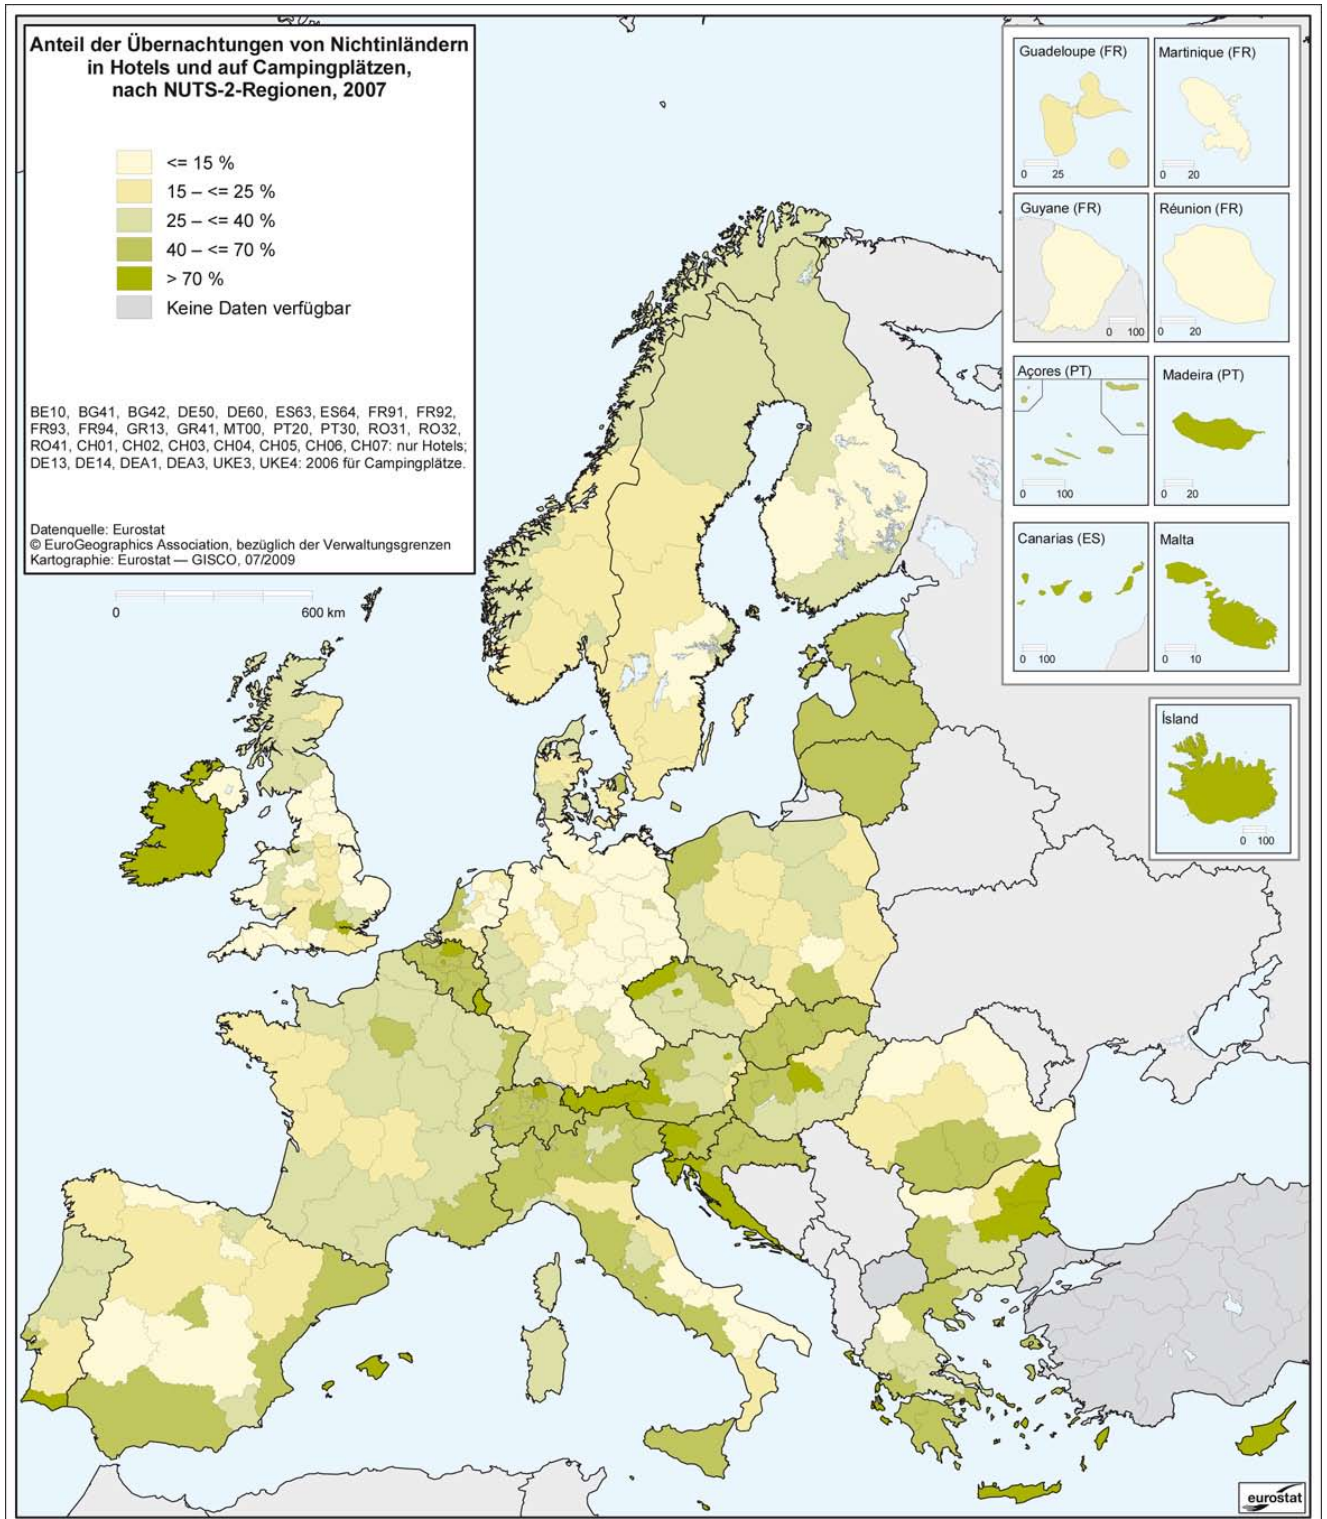 Anteil der Übernachtungen von Nichtinländern
in Hotels und auf Campingplätzen,
nach NUTS-2-Regionen, 2007
<= 15 %
15 – <= 25 %
25 – <= 40 %
40 – <= 70 %
> 70 %
Keine Daten verfügbar
BE10, BG41, BG42, DE50, DE60, ES63, ES64, FR91, FR92,
FR93, FR94, GR13, GR41, MT00, PT20, PT30, RO31, RO32,
RO41, CH01, CH02, CH03, CH04, CH05, CH06, CH07: nur Hotels;
DE13, DE14, DEA1, DEA3, UKE3, UKE4: 2006 für Campingplätze.
Datenquelle: Eurostat
© EuroGeographics Association, bezüglich der Verwaltungsgrenzen
Kartographie: Eurostat — GISCO, 07/2009
0 600 km
Guadeloupe (FR)
0 25
Martinique (FR)
0 20
Guyane (FR)
0 100
Réunion (FR)
0 20
Açores (PT)
0 100
Madeira (PT)
0 20
Canarias (ES)
0 100
Malta
0 10
Ísland
0 100
eurostat